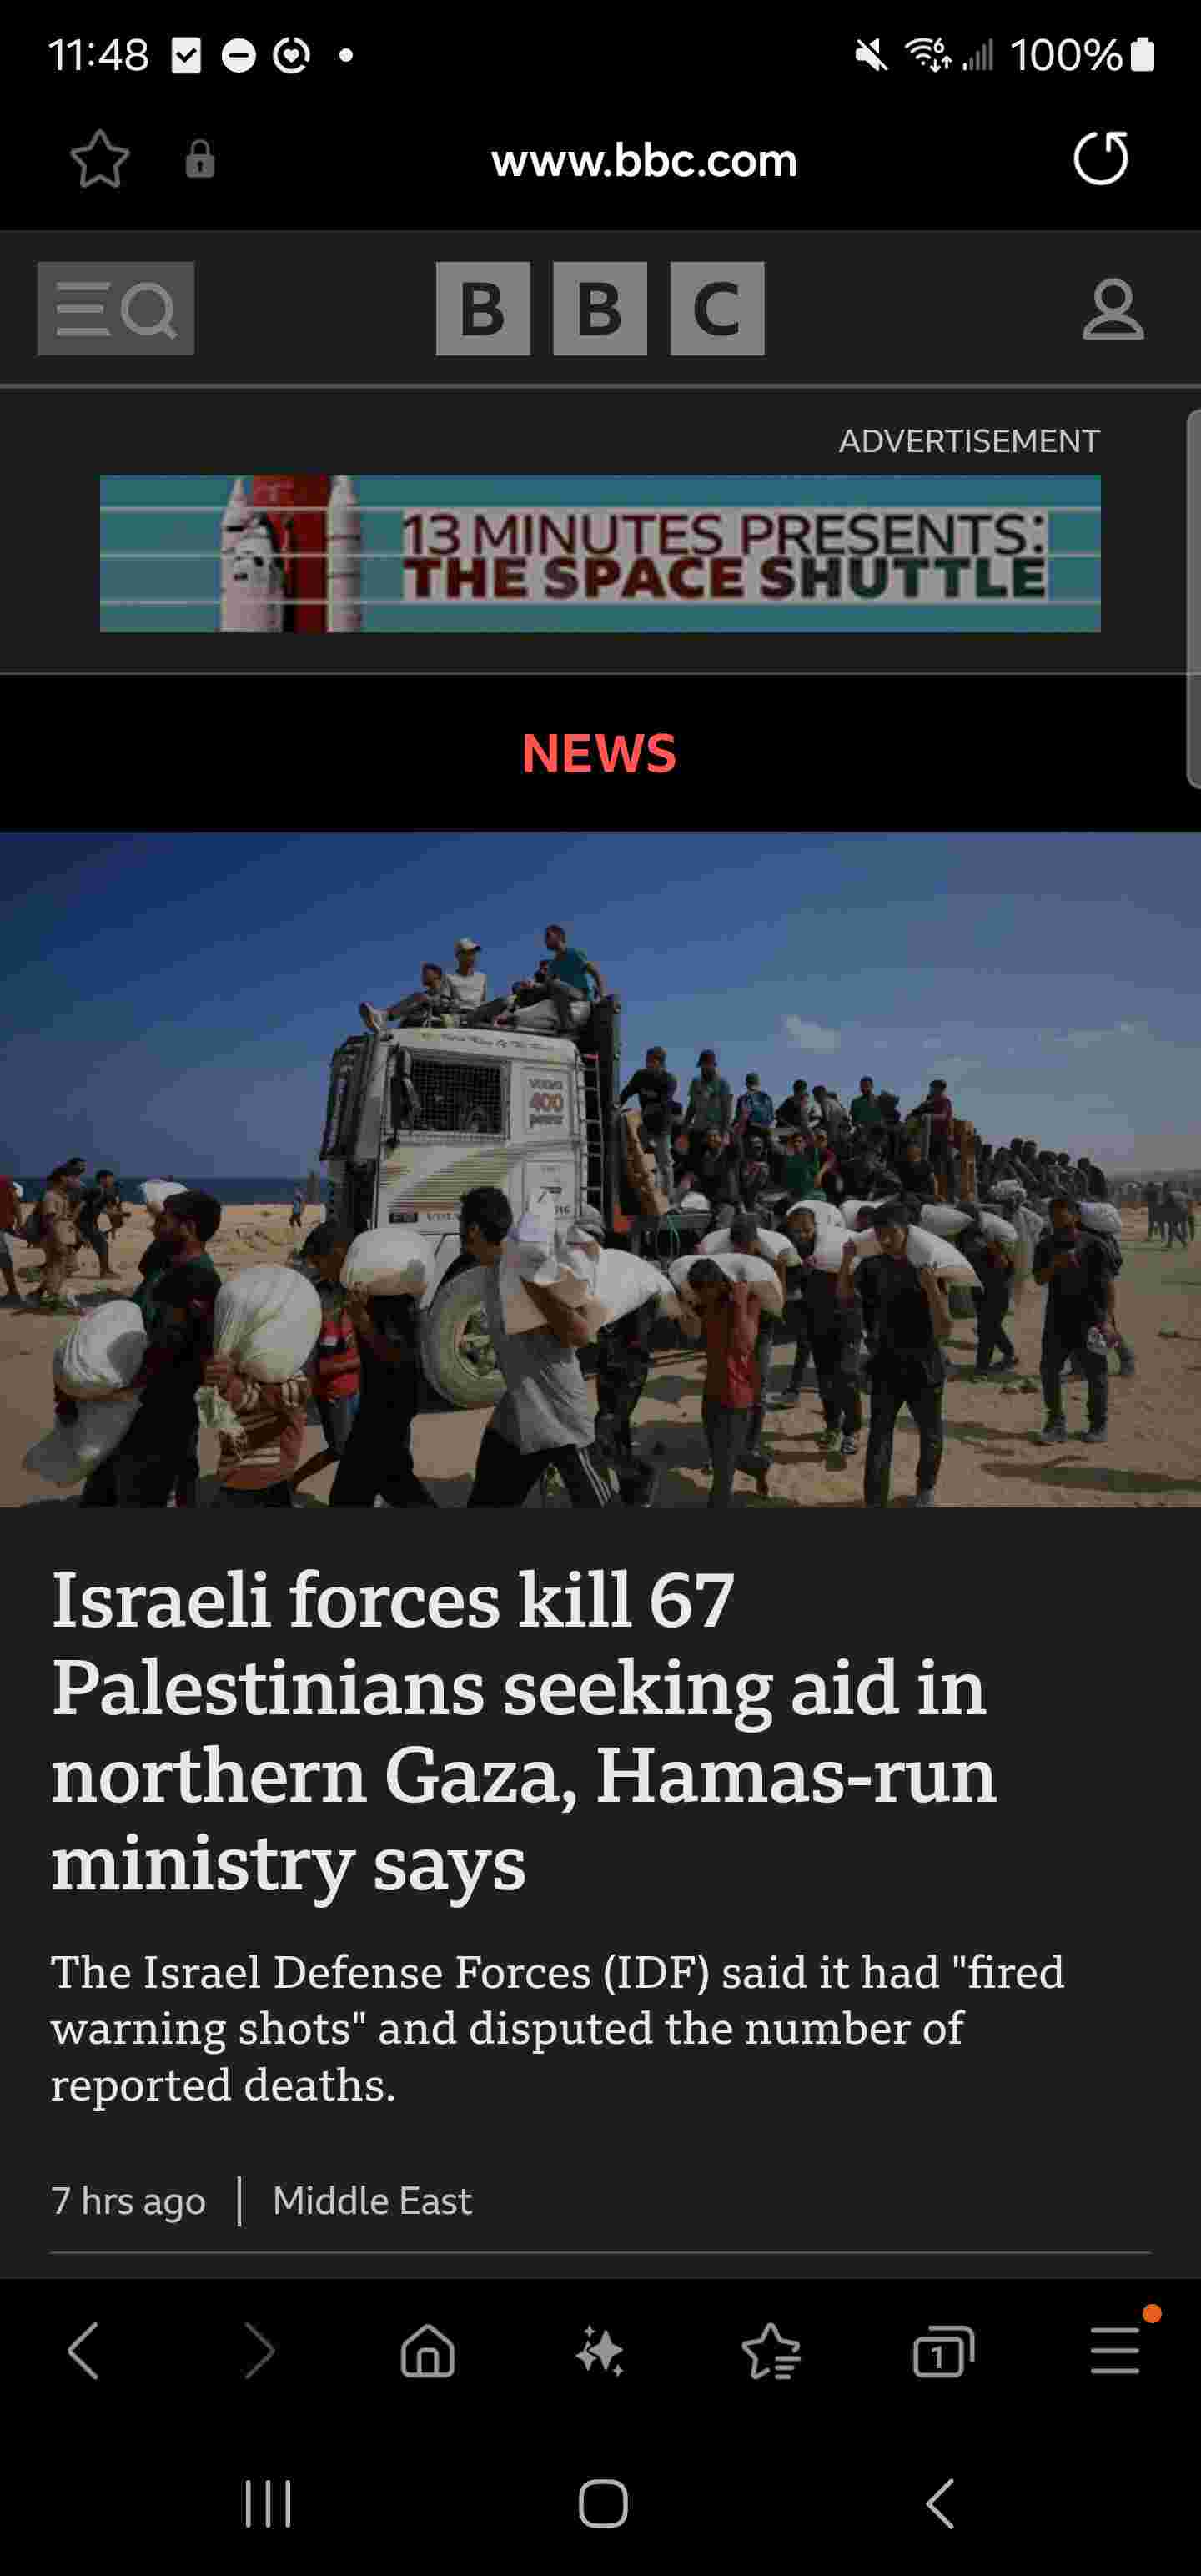 11:48
100%
www.bbc.com
BBC
ADVERTISEMENT
13 MINUTES PRESENTS:
THE SPACE SHUTTLE
NEWS
VOLVO
400
Israeli forces kill 67
Palestinians seeking aid in
northern Gaza, Hamas-run
ministry says
The Israel Defense Forces (IDF) said it had "fired
warning shots" and disputed the number of
reported deaths.
7 hrs ago | Middle East
1